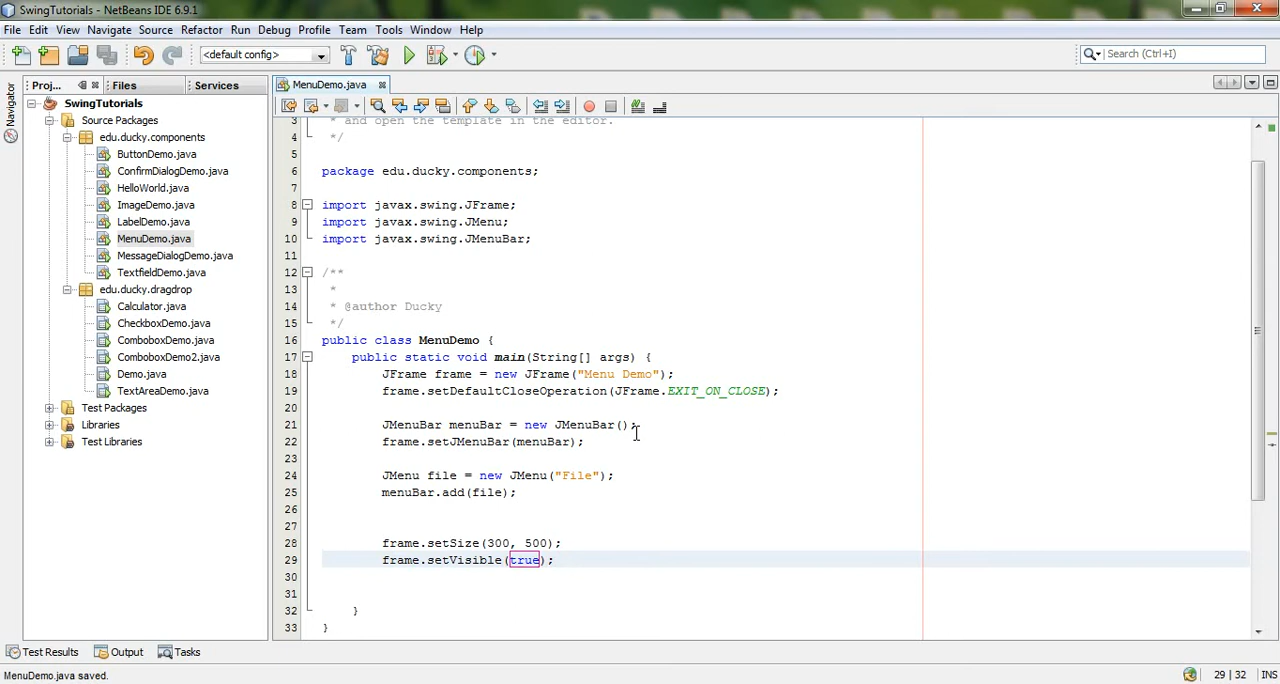 SwingTutorials - NetBeans IDE 6.9.1
File Edit View Navigate Source Refactor Run Debug Profile Team Tools Window Help
<default config> Search (Ctrl+I)
Navigator
Proj... Files Services
MenuDemo.java
SwingTutorials
Source Packages
edu.ducky.components
ButtonDemo.java
ConfirmDialogDemo.java
HelloWorld.java
ImageDemo.java
LabelDemo.java
MenuDemo.java
MessageDialogDemo.java
TextfieldDemo.java
edu.ducky.dragdrop
Calculator.java
CheckboxDemo.java
ComboboxDemo.java
ComboboxDemo2.java
Demo.java
TextAreaDemo.java
Test Packages
Libraries
Test Libraries
3 * and open the template in the editor.
4 */
5
6 package edu.ducky.components;
7
8 import javax.swing.JFrame;
9 import javax.swing.JMenu;
10 import javax.swing.JMenuBar;
11
12 /**
13 *
14 * @author Ducky
15 */
16 public class MenuDemo {
17 public static void main(String[] args) {
18 JFrame frame = new JFrame("Menu Demo");
19 frame.setDefaultCloseOperation(JFrame.EXIT_ON_CLOSE);
20
21 JMenuBar menuBar = new JMenuBar();
22 frame.setJMenuBar(menuBar);
23
24 JMenu file = new JMenu("File");
25 menuBar.add(file);
26
27
28 frame.setSize(300, 500);
29 frame.setVisible(true);
30
31
32 }
33 }
Test Results Output Tasks
MenuDemo.java saved. 29 | 32 INS